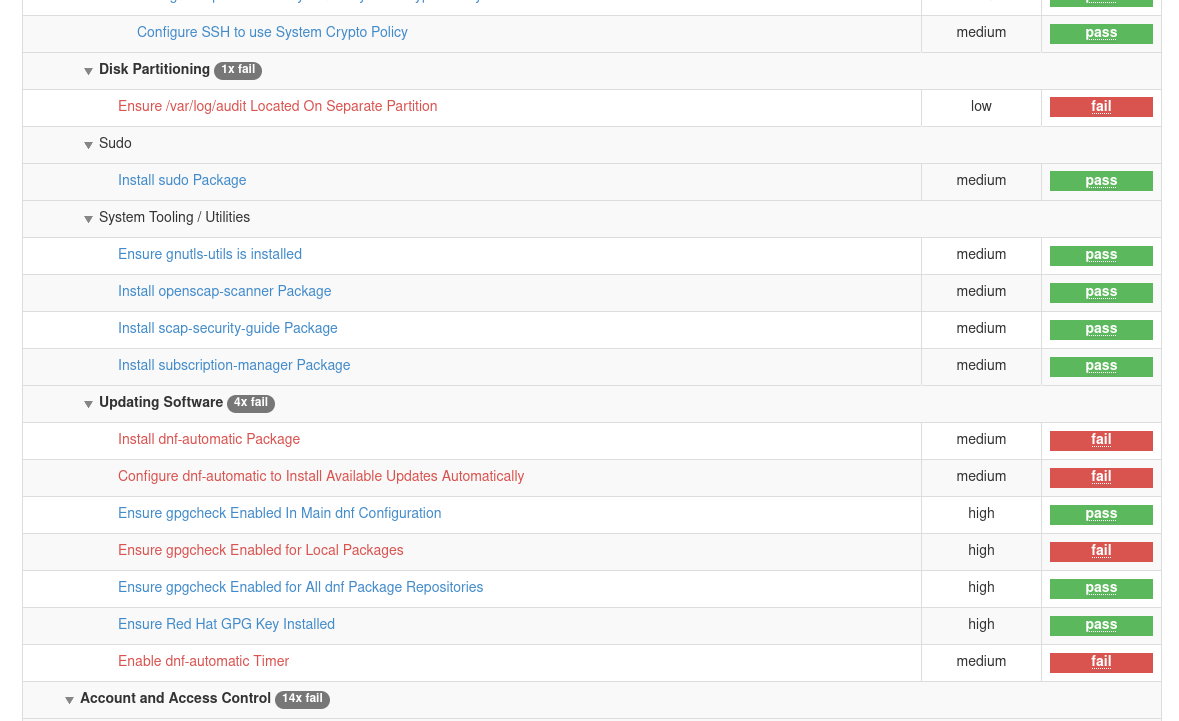 Configure SSH to use System Crypto Policy medium pass
Disk Partitioning 1x fail
Ensure /var/log/audit Located On Separate Partition low fail
Sudo
Install sudo Package medium pass
System Tooling / Utilities
Ensure gnutls-utils is installed medium pass
Install openscap-scanner Package medium pass
Install scap-security-guide Package medium pass
Install subscription-manager Package medium pass
Updating Software 4x fail
Install dnf-automatic Package medium fail
Configure dnf-automatic to Install Available Updates Automatically medium fail
Ensure gpgcheck Enabled In Main dnf Configuration high pass
Ensure gpgcheck Enabled for Local Packages high fail
Ensure gpgcheck Enabled for All dnf Package Repositories high pass
Ensure Red Hat GPG Key Installed high pass
Enable dnf-automatic Timer medium fail
Account and Access Control 14x fail